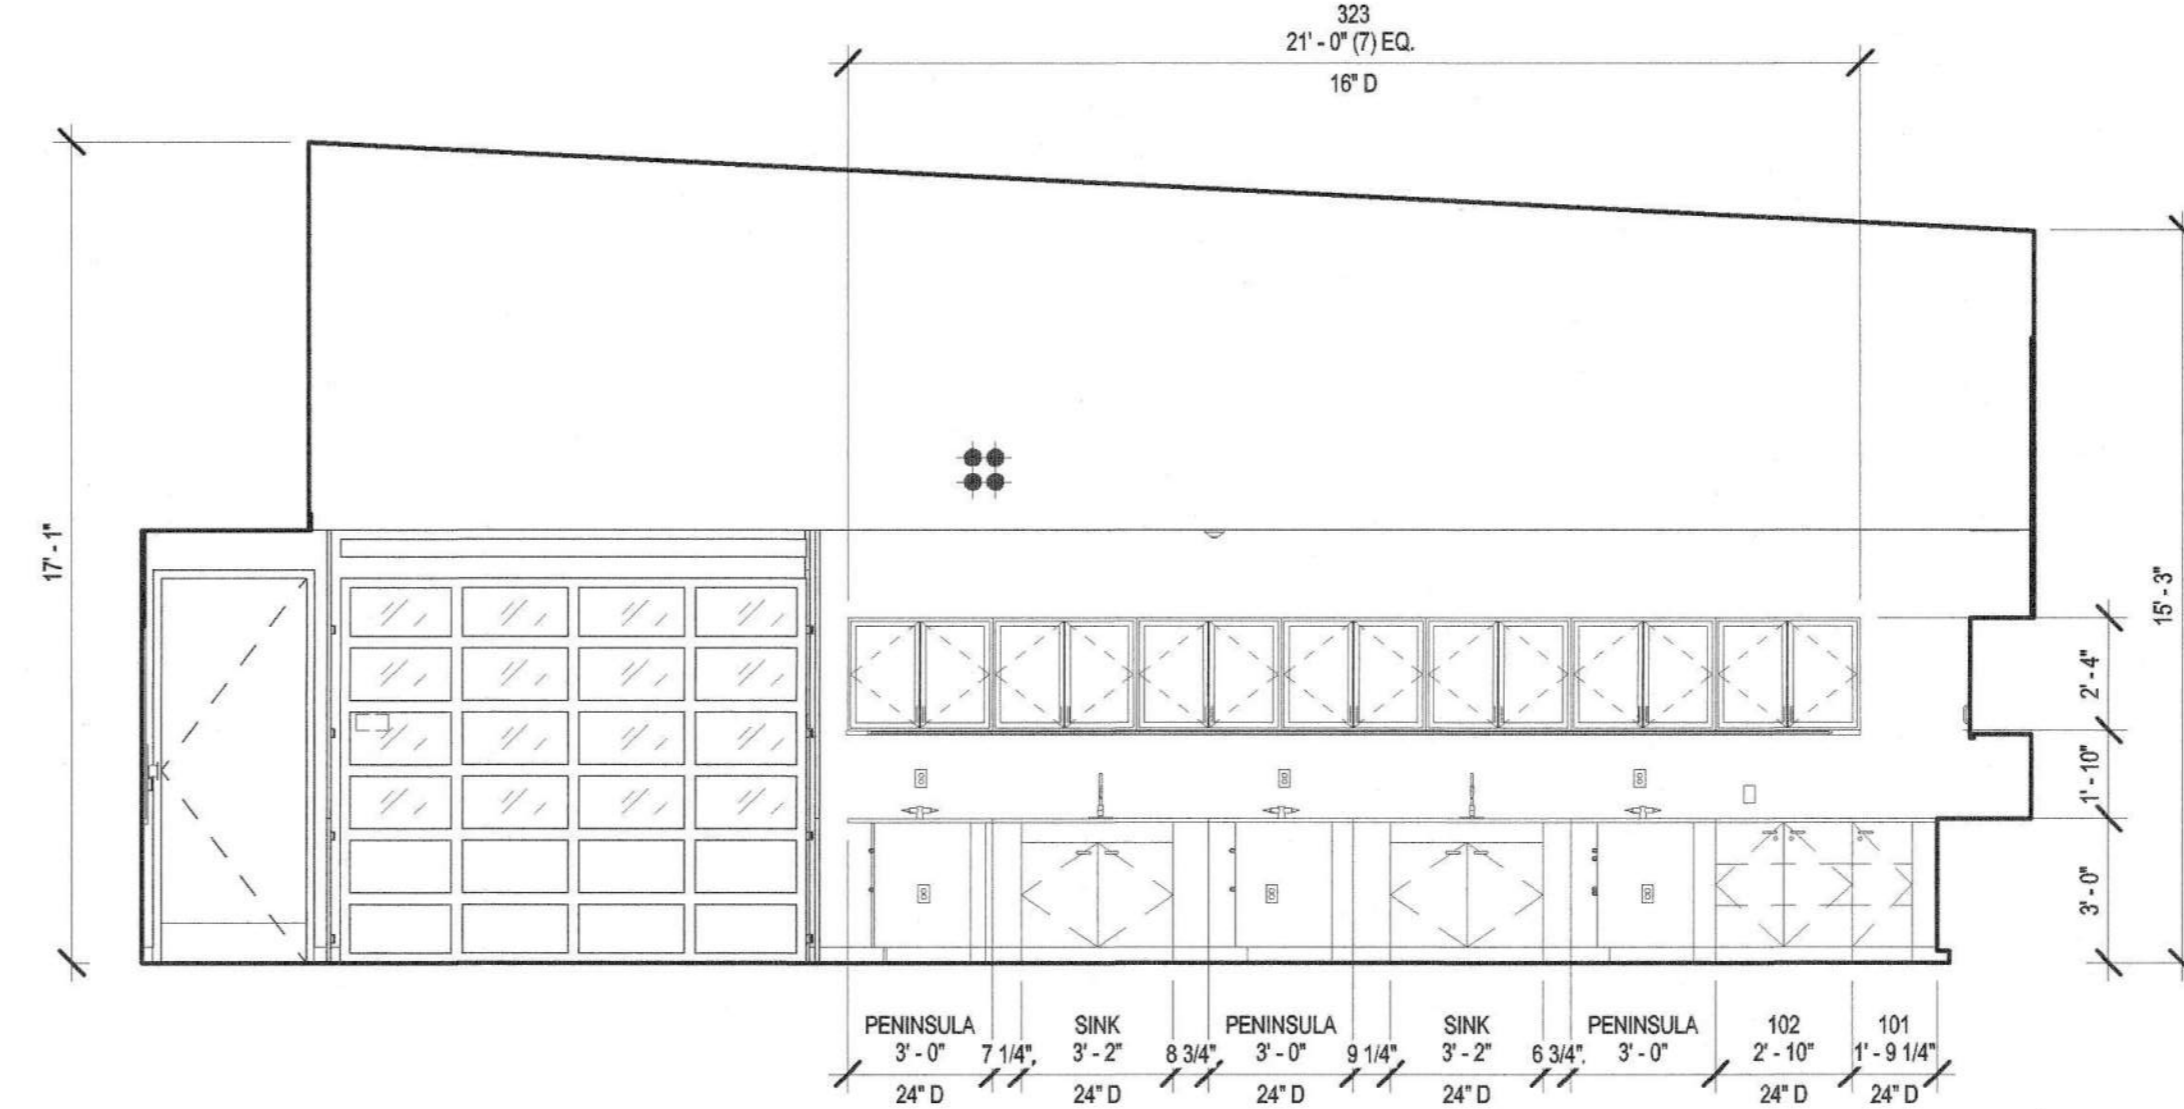 323
21' - 0" (7) EQ.
16" D
17' - 1"
15' - 3"
2' - 4"
1' - 10"
3' - 0"
PENINSULA SINK PENINSULA SINK PENINSULA 102 101
3' - 0" 7 1/4" 3' - 2" 8 3/4" 3' - 0" 9 1/4" 3' - 2" 6 3/4" 3' - 0" 2' - 10" 1' - 9 1/4"
24" D 24" D 24" D 24" D 24" D 24" D